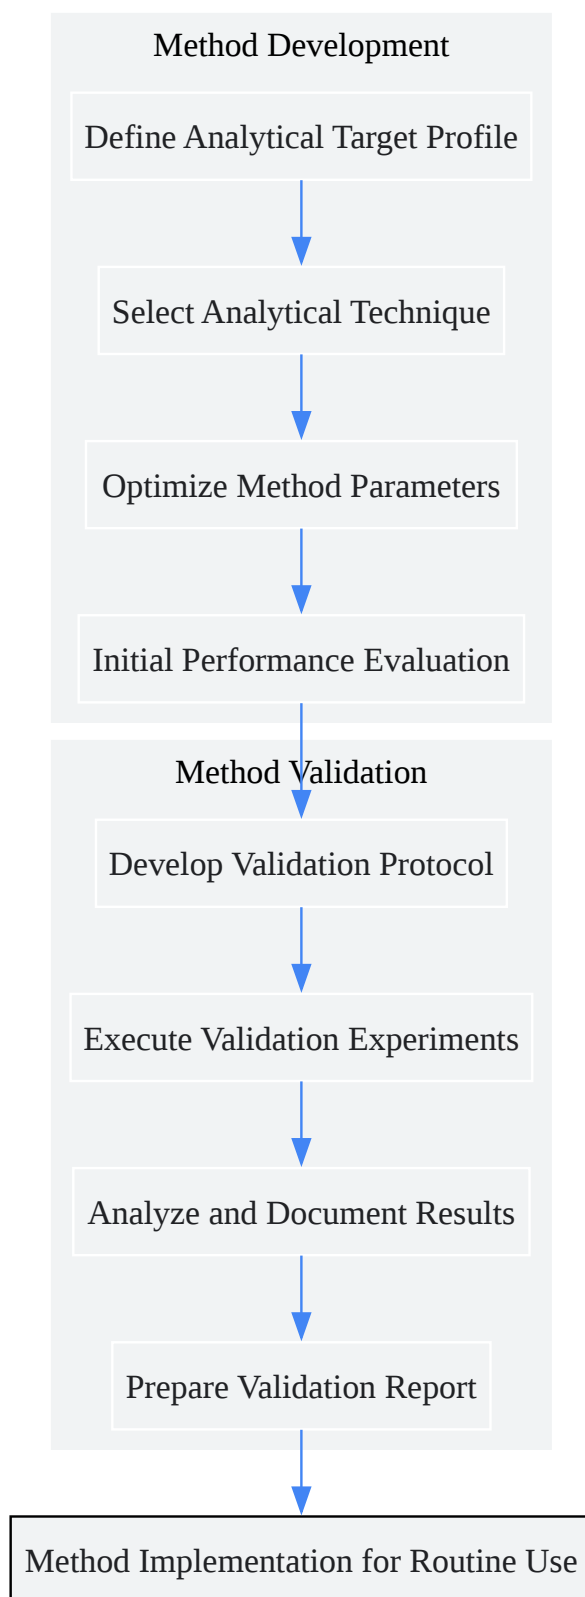 Method Development
Define Analytical Target Profile
Select Analytical Technique
Optimize Method Parameters
Initial Performance Evaluation
Method Validation
Develop Validation Protocol
Execute Validation Experiments
Analyze and Document Results
Prepare Validation Report
Method Implementation for Routine Use